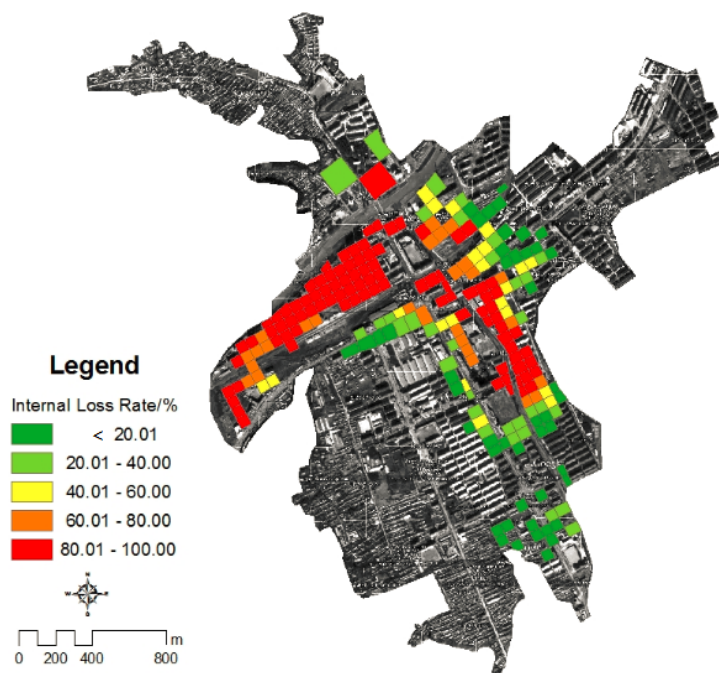 Legend
Internal Loss Rate/%
< 20.01
20.01 - 40.00
40.01 - 60.00
60.01 - 80.00
80.01 - 100.00
N
W E
S
m
0 200 400 800